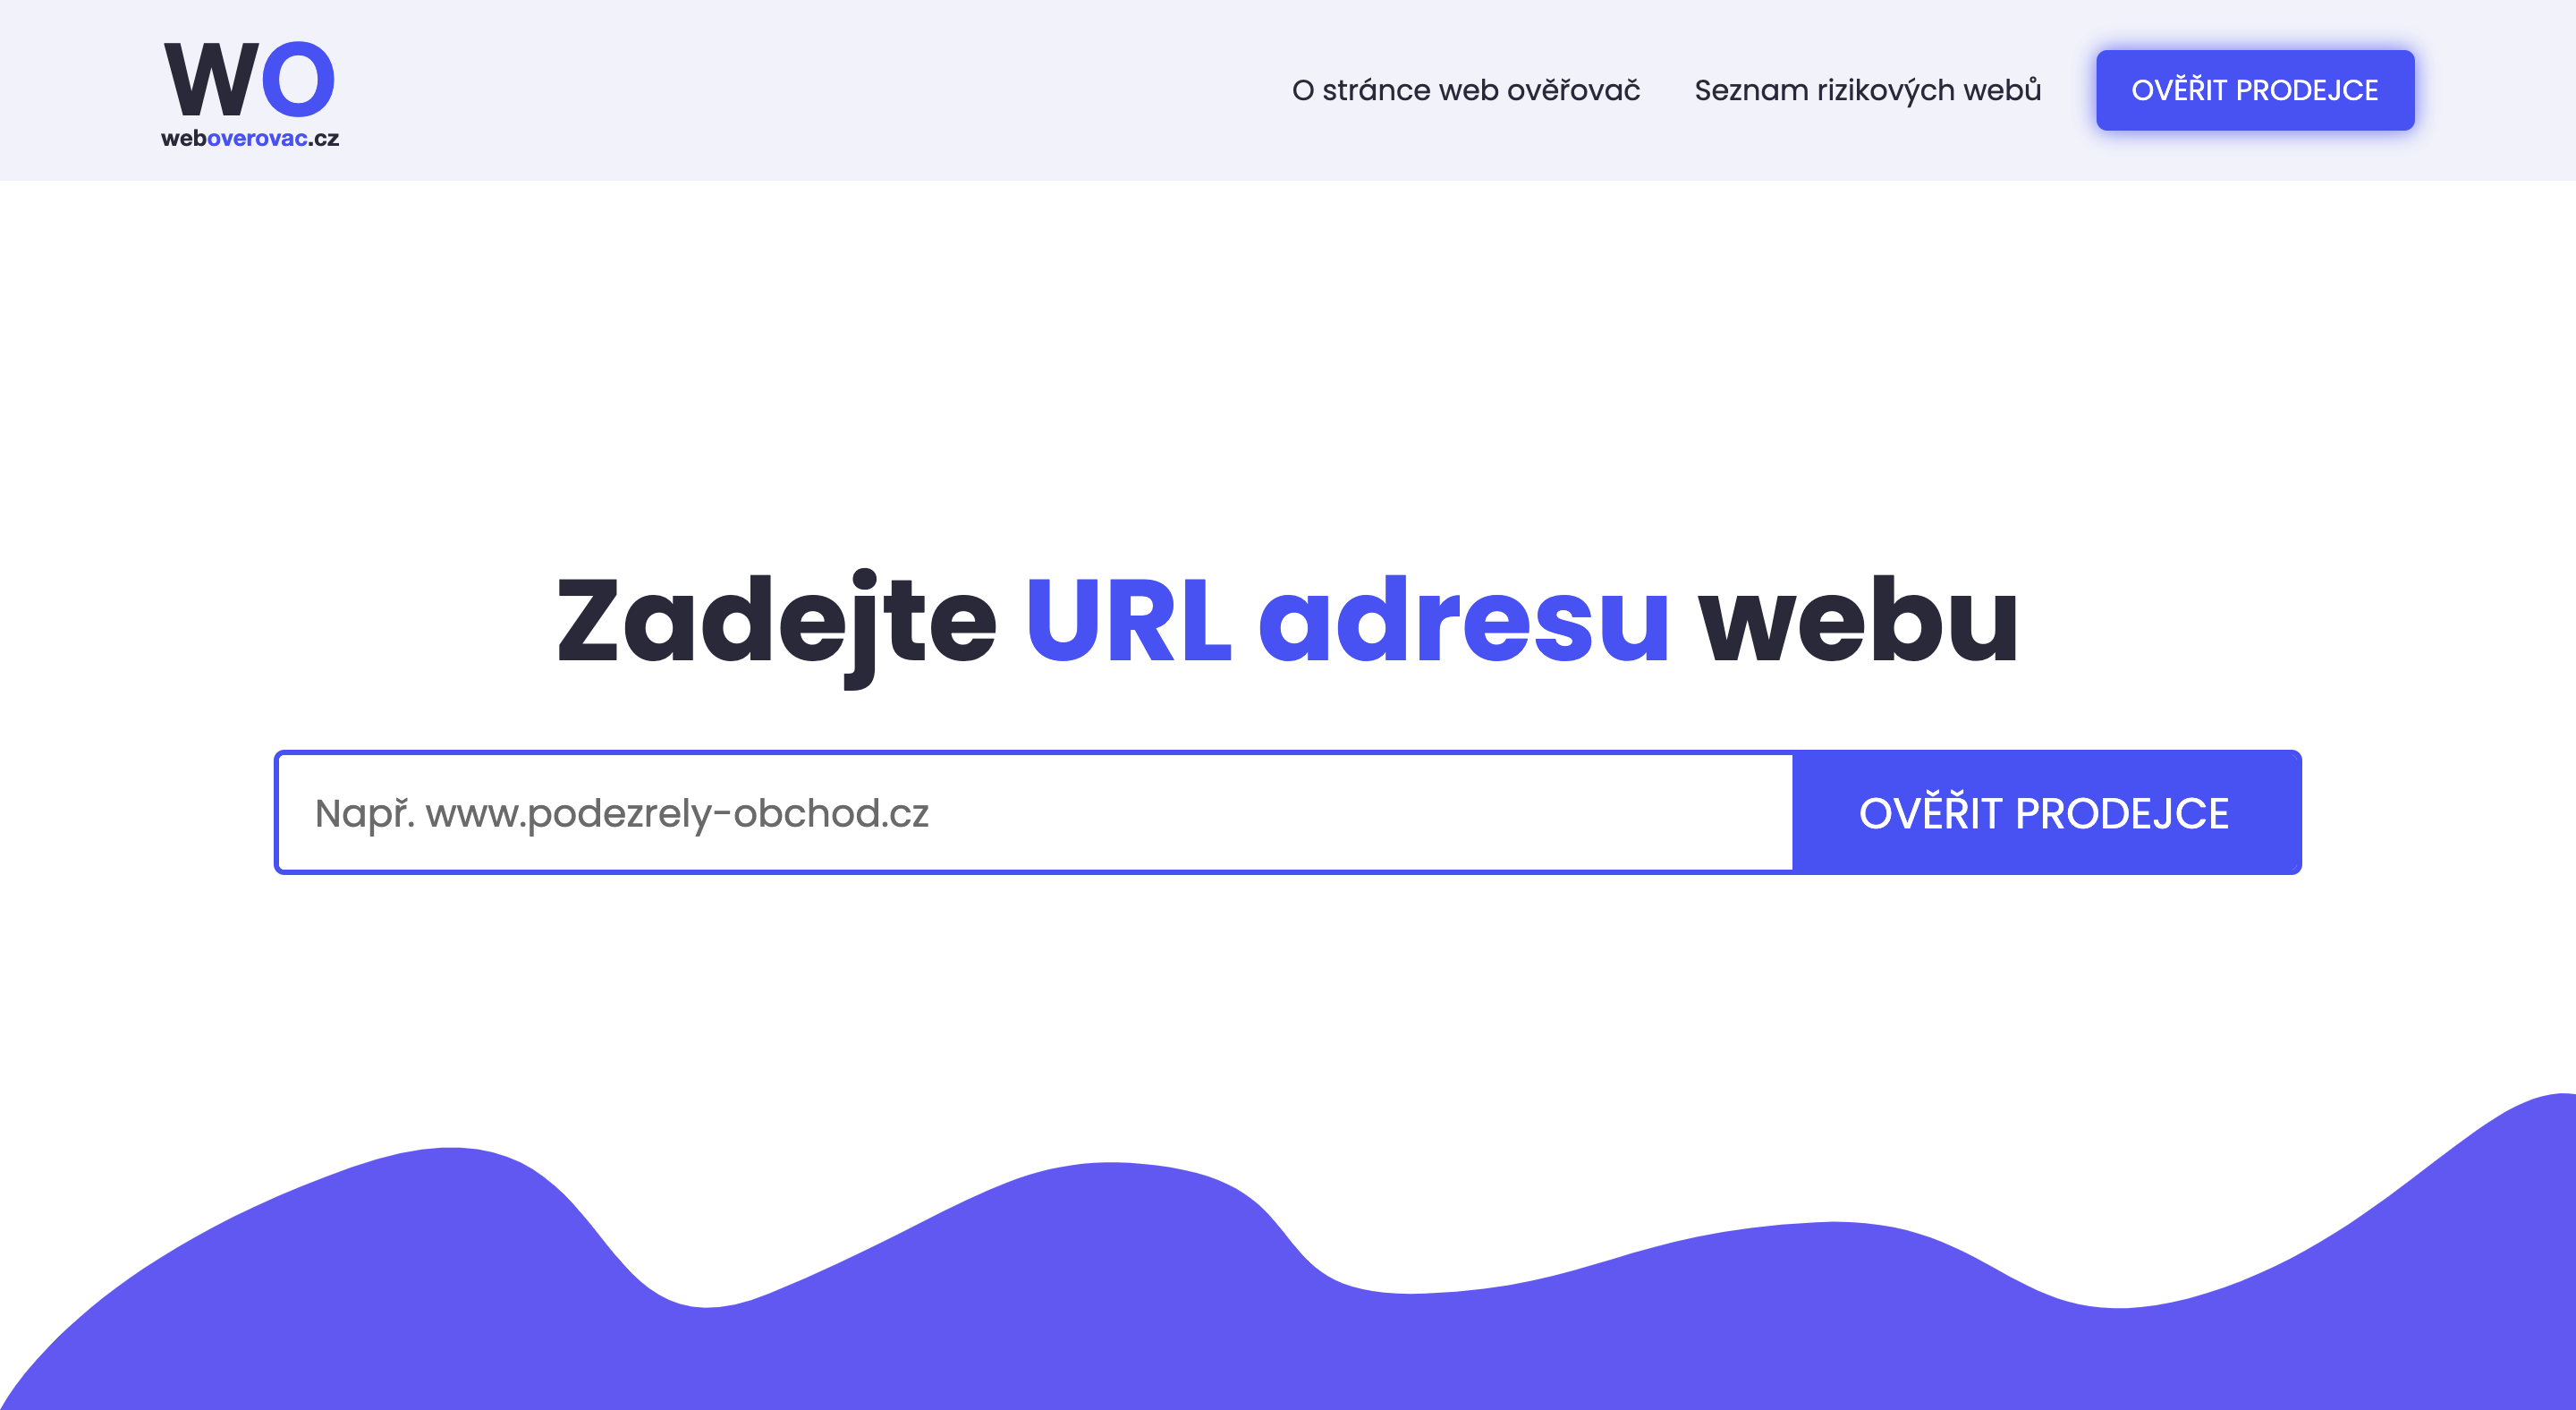 WO
weboverovac.cz
O stránce web ověřovač
Seznam rizikových webů
OVĚŘIT PRODEJCE
Zadejte URL adresu webu
Např. www.podezrely-obchod.cz
OVĚŘIT PRODEJCE